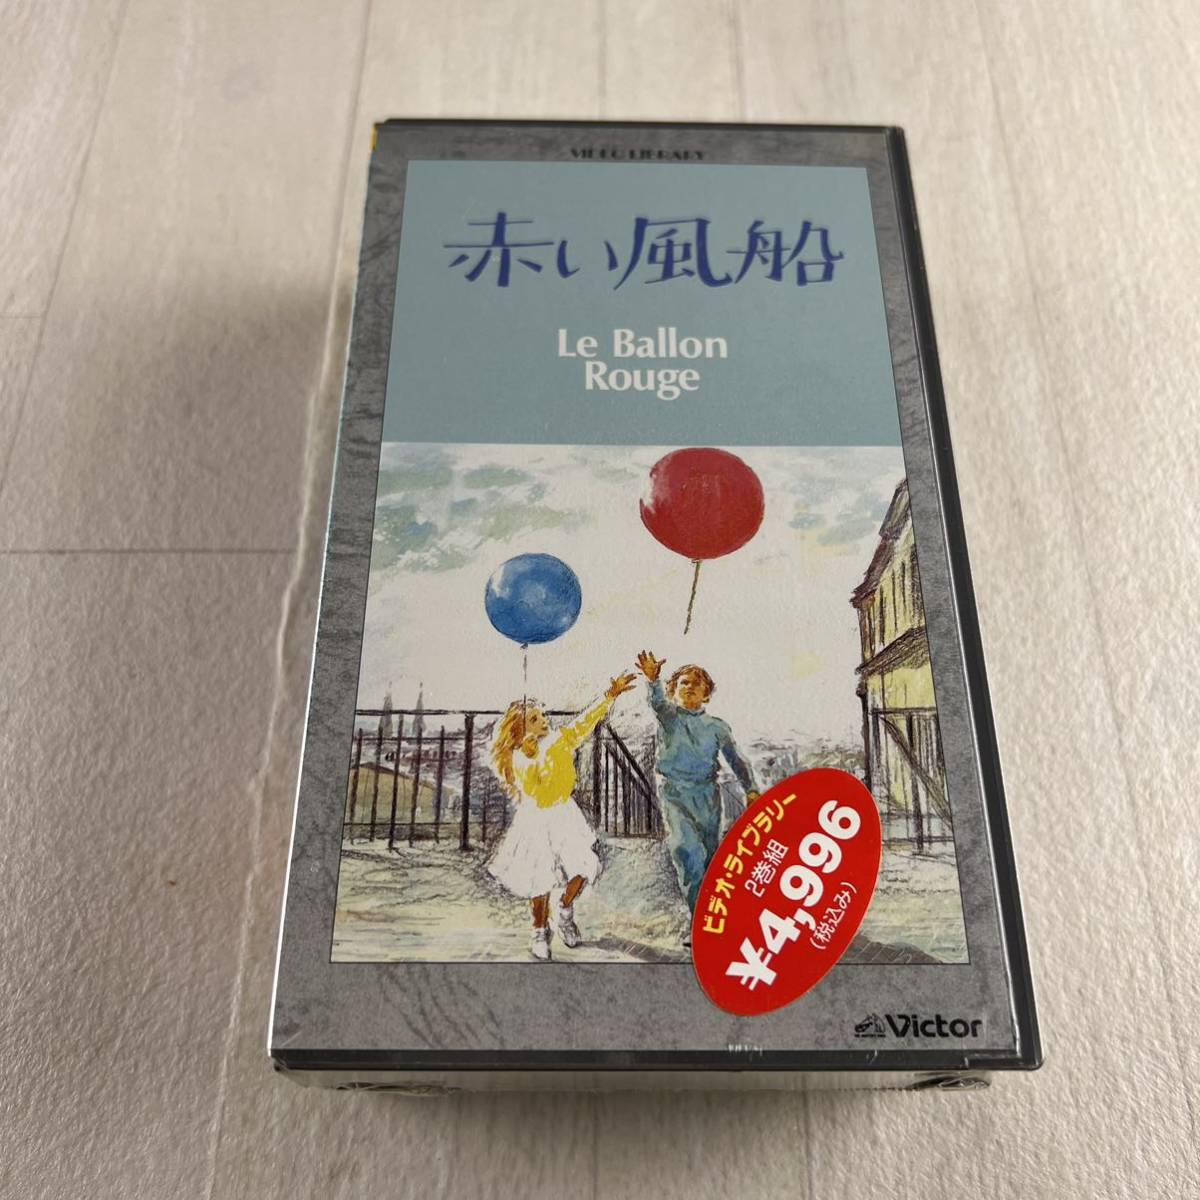 VIDEO LIBRARY
赤い風船
Le Ballon
Rouge
ビデオ・ライブラリー
2巻組
¥4,996
(税込み)
Victor